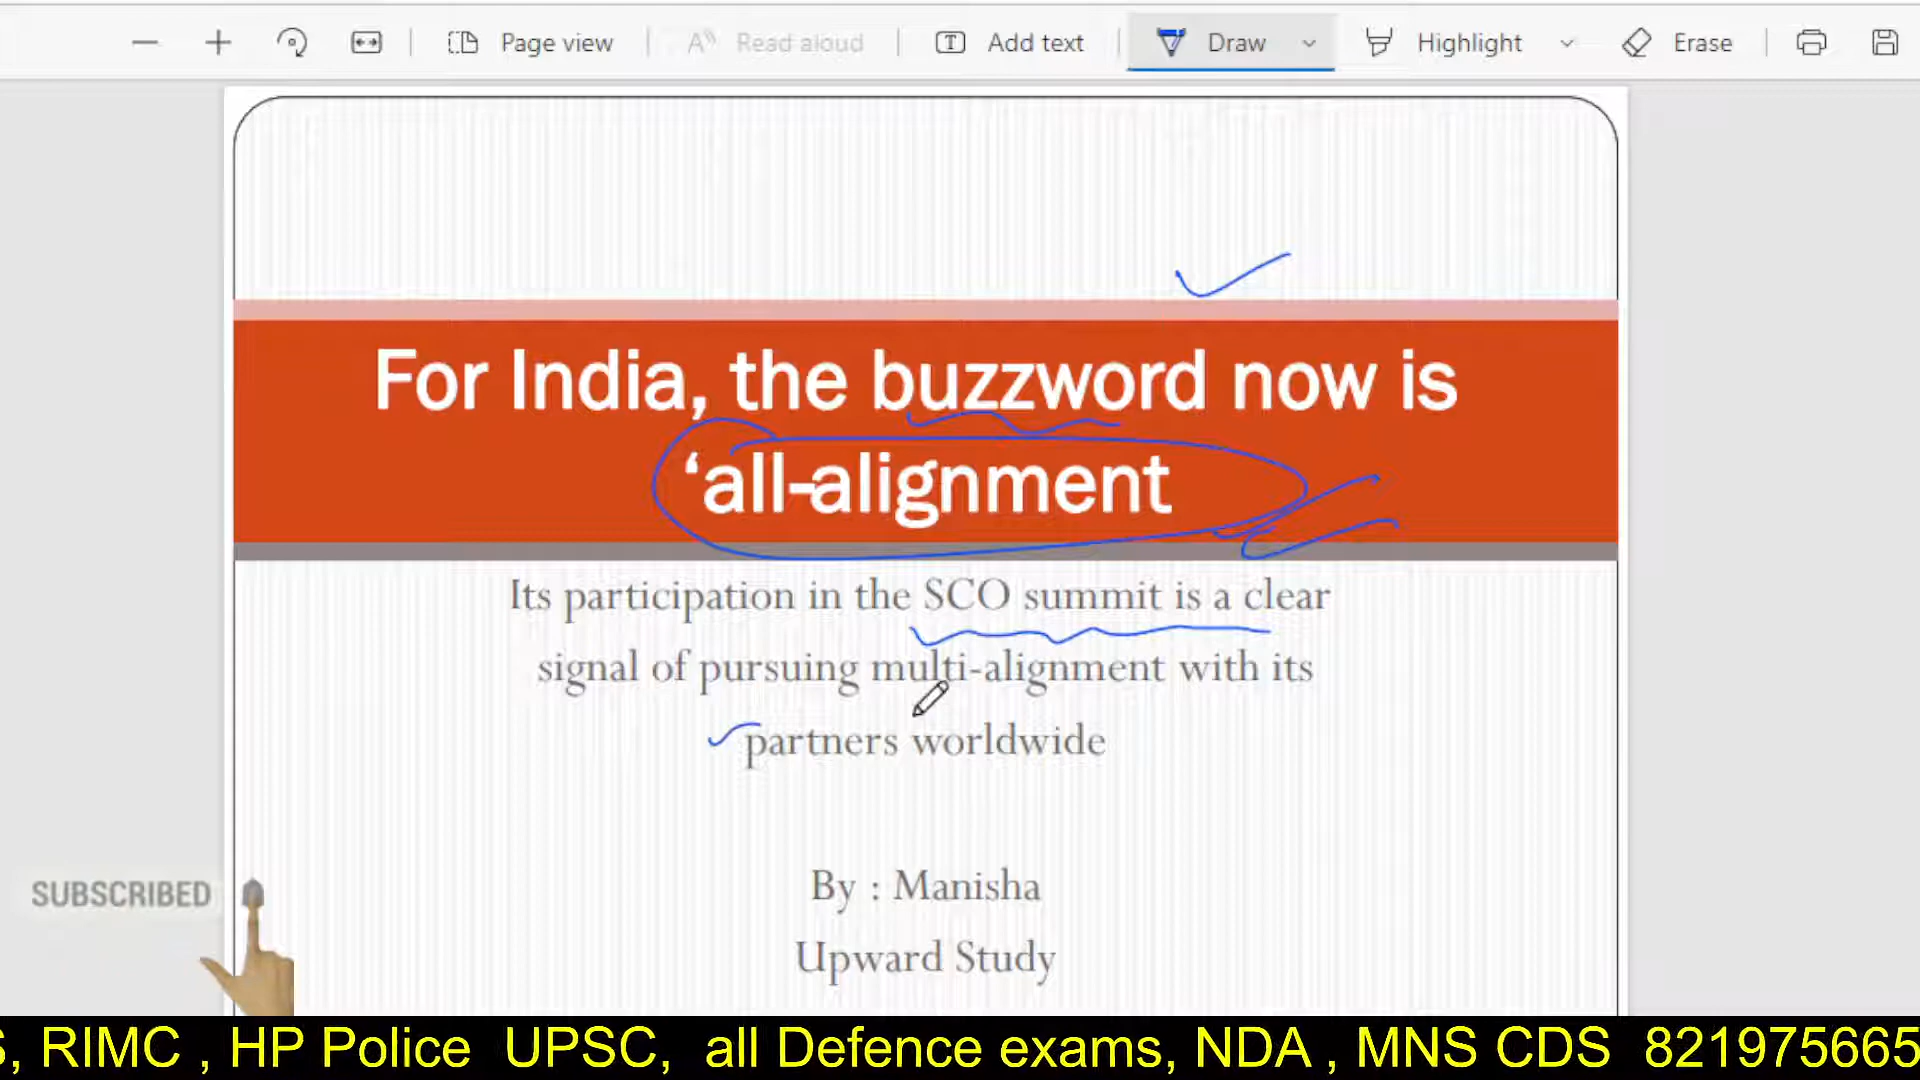 Page view Read aloud Add text Draw Highlight Erase
For India, the buzzword now is
‘all-alignment
Its participation in the SCO summit is a clear
signal of pursuing multi-alignment with its
partners worldwide
SUBSCRIBED
By : Manisha
Upward Study
S, RIMC , HP Police UPSC, all Defence exams, NDA , MNS CDS 821975665